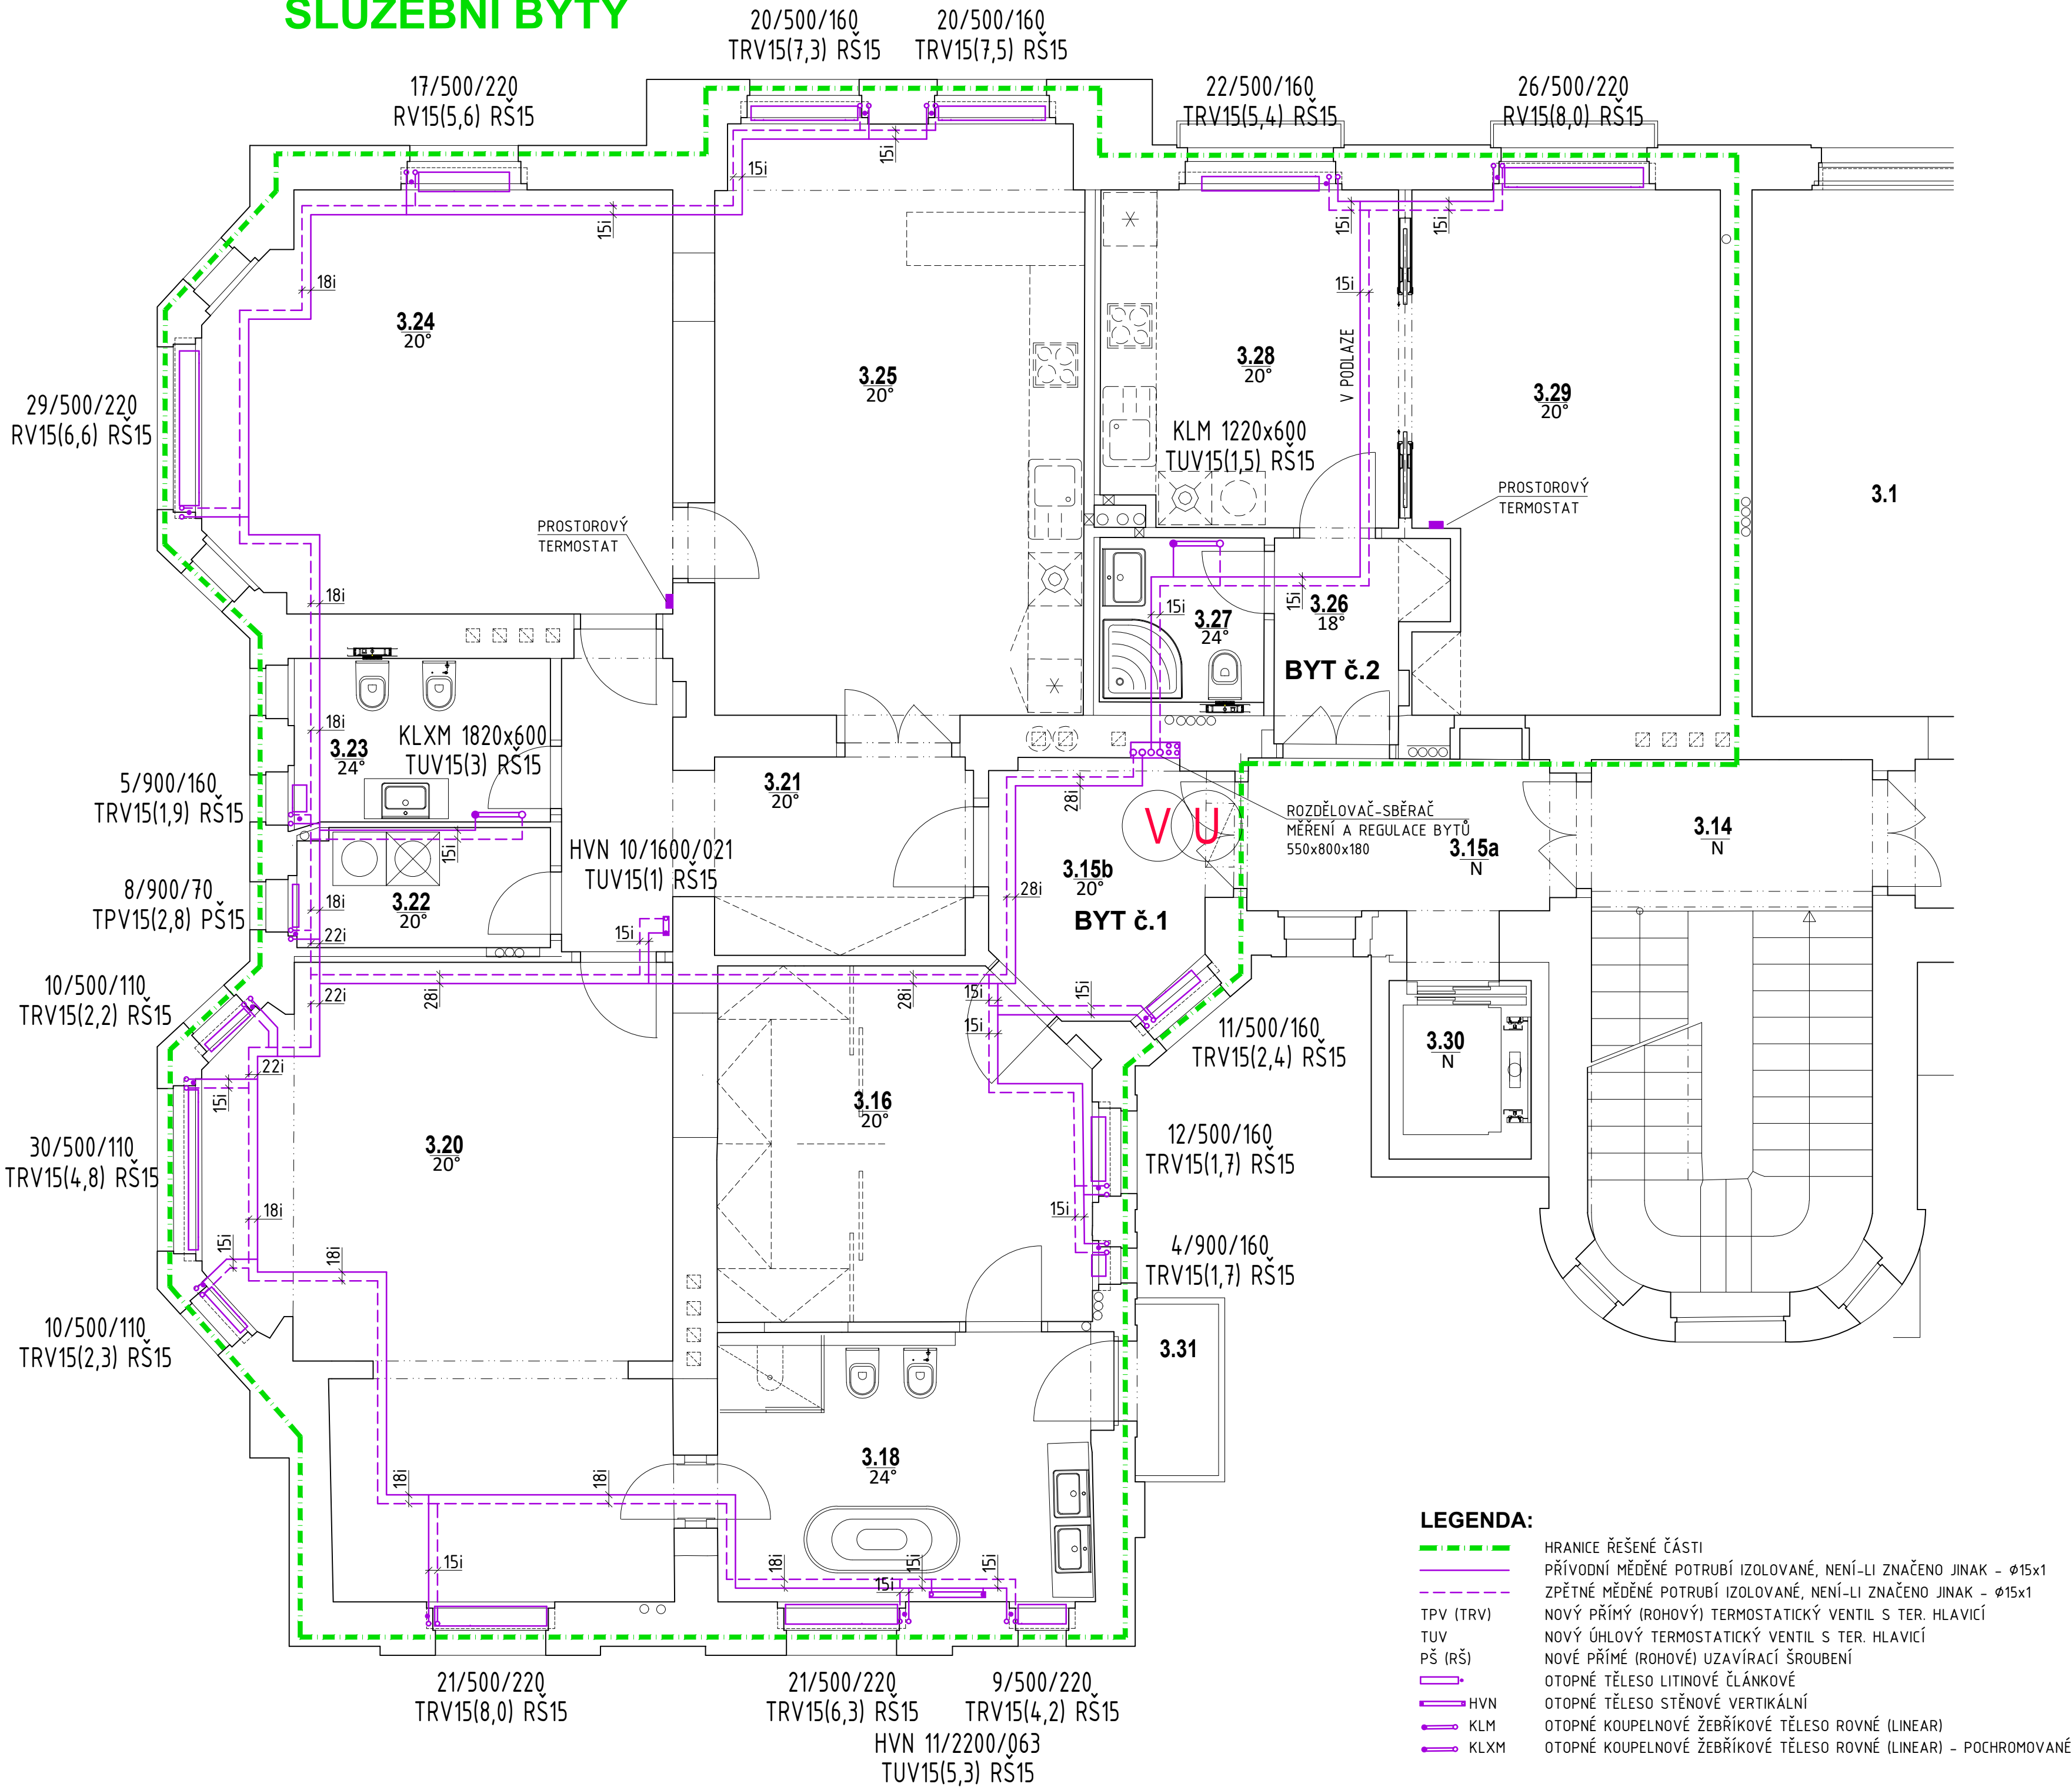 SLUŽEBNÍ BYTY
20/500/160
TRV15(7,3) RŠ15
20/500/160
TRV15(7,5) RŠ15
17/500/220
RV15(5,6) RŠ15
22/500/160
TRV15(5,4) RŠ15
26/500/220
RV15(8,0) RŠ15
15i
15i
15i
15i
15i
18i
15i
V PODLAZE
3.24
20°
3.25
20°
3.28
20°
3.29
20°
29/500/220
RV15(6,6) RŠ15
KLM 1220x600
TUV15(1,5) RŠ15
PROSTOROVÝ
TERMOSTAT
PROSTOROVÝ
TERMOSTAT
3.1
18i
15i
15i
3.27
24°
3.26
18°
BYT č.2
18i
3.23
24°
KLXM 1820x600
TUV15(3) RŠ15
5/900/160
TRV15(1,9) RŠ15
3.21
20°
28i
V U
ROZDĚLOVAČ-SBĚRAČ
MĚŘENÍ A REGULACE BYTŮ
550x800x180
3.15a
N
3.14
N
15i
HVN 10/1600/021
TUV15(1) RŠ15
3.15b
20°
BYT č.1
8/900/70
TPV15(2,8) PŠ15
18i
3.22
20°
28i
22i
15i
10/500/110
TRV15(2,2) RŠ15
22i
28i
28i
15i
15i
15i
11/500/160
TRV15(2,4) RŠ15
3.30
N
22i
15i
3.16
20°
30/500/110
TRV15(4,8) RŠ15
3.20
20°
12/500/160
TRV15(1,7) RŠ15
18i
15i
15i
18i
4/900/160
TRV15(1,7) RŠ15
10/500/110
TRV15(2,3) RŠ15
3.31
3.18
24°
18i
18i
15i
18i
15i
15i
15i
21/500/220
TRV15(8,0) RŠ15
21/500/220
TRV15(6,3) RŠ15
9/500/220
TRV15(4,2) RŠ15
HVN 11/2200/063
TUV15(5,3) RŠ15
LEGENDA:
HRANICE ŘEŠENÉ ČÁSTI
PŘÍVODNÍ MĚDĚNÉ POTRUBÍ IZOLOVANÉ, NENÍ-LI ZNAČENO JINAK - ø15x1
ZPĚTNÉ MĚDĚNÉ POTRUBÍ IZOLOVANÉ, NENÍ-LI ZNAČENO JINAK - ø15x1
TPV (TRV) NOVÝ PŘÍMÝ (ROHOVÝ) TERMOSTATICKÝ VENTIL S TER. HLAVICÍ
TUV NOVÝ ÚHLOVÝ TERMOSTATICKÝ VENTIL S TER. HLAVICÍ
PŠ (RŠ) NOVÉ PŘÍMÉ (ROHOVÉ) UZAVÍRACÍ ŠROUBENÍ
OTOPNÉ TĚLESO LITINOVÉ ČLÁNKOVÉ
HVN OTOPNÉ TĚLESO STĚNOVÉ VERTIKÁLNÍ
KLM OTOPNÉ KOUPELNOVÉ ŽEBŘÍKOVÉ TĚLESO ROVNÉ (LINEAR)
KLXM OTOPNÉ KOUPELNOVÉ ŽEBŘÍKOVÉ TĚLESO ROVNÉ (LINEAR) - POCHROMOVANÉ